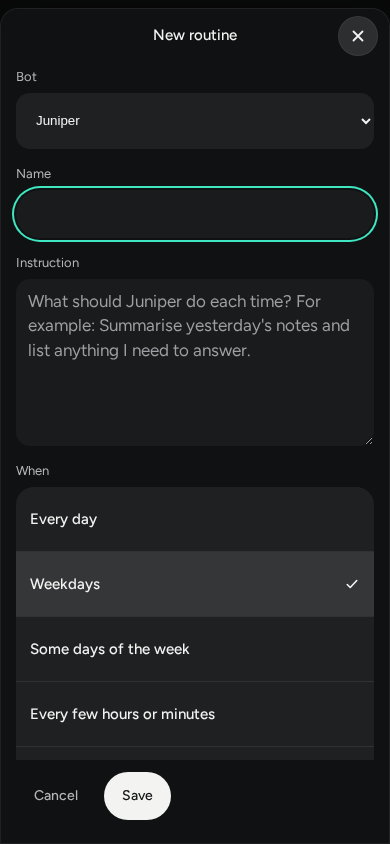 New routine
Bot
Juniper
Name
Instruction
What should Juniper do each time? For
example: Summarise yesterday's notes and
list anything I need to answer.
When
Every day
Weekdays
Some days of the week
Every few hours or minutes
Cancel
Save